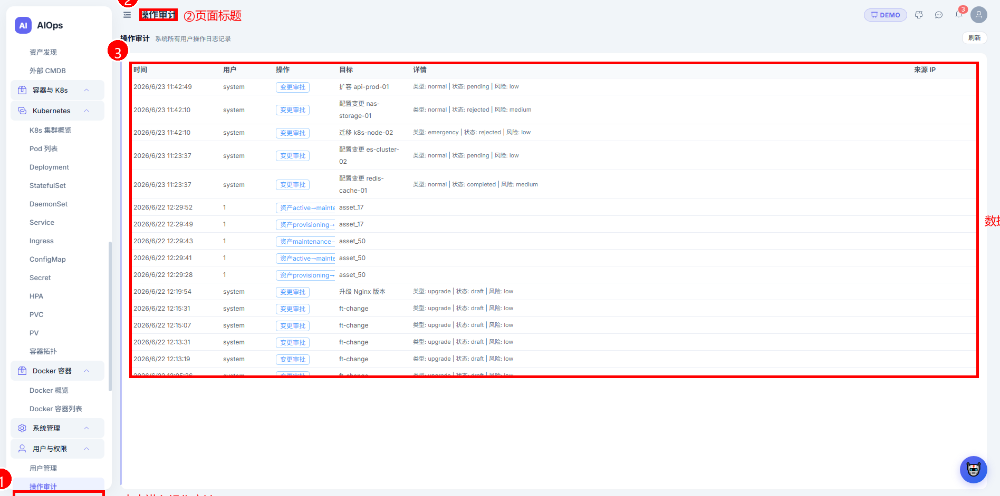 AI AIOps
资产发现
外部 CMDB
容器与 K8s
Kubernetes
K8s 集群概览
Pod 列表
Deployment
StatefulSet
DaemonSet
Service
Ingress
ConfigMap
Secret
HPA
PVC
PV
容器拓扑
Docker 容器
Docker 概览
Docker 容器列表
系统管理
用户与权限
用户管理
1
操作审计
2
操作审计 ②页面标题
DEMO 3
操作审计 系统所有用户操作日志记录 刷新
3
时间 用户 操作 目标 详情 来源 IP
2026/6/23 11:42:49 system 变更审批 扩容 api-prod-01 类型: normal | 状态: pending | 风险: low
2026/6/23 11:42:10 system 变更审批 配置变更 nas-storage-01 类型: normal | 状态: rejected | 风险: medium
2026/6/23 11:42:10 system 变更审批 迁移 k8s-node-02 类型: emergency | 状态: rejected | 风险: low
2026/6/23 11:23:37 system 变更审批 配置变更 es-cluster-02 类型: normal | 状态: pending | 风险: low
2026/6/23 11:23:37 system 变更审批 配置变更 redis-cache-01 类型: normal | 状态: completed | 风险: medium
2026/6/22 12:29:52 1 资产active→mainte asset_17
2026/6/22 12:29:49 1 资产provisioning→ asset_17
2026/6/22 12:29:43 1 资产maintenance→ asset_50
2026/6/22 12:29:41 1 资产active→mainte asset_50
2026/6/22 12:29:28 1 资产provisioning→ asset_50
2026/6/22 12:19:54 system 变更审批 升级 Nginx 版本 类型: upgrade | 状态: draft | 风险: low
2026/6/22 12:15:31 system 变更审批 ft-change 类型: upgrade | 状态: draft | 风险: low
2026/6/22 12:15:07 system 变更审批 ft-change 类型: upgrade | 状态: draft | 风险: low
2026/6/22 12:13:31 system 变更审批 ft-change 类型: upgrade | 状态: draft | 风险: low
2026/6/22 12:13:19 system 变更审批 ft-change 类型: upgrade | 状态: draft | 风险: low
system 变更审批 ft-change 类型: upgrade | 状态: draft | 风险: low
数据